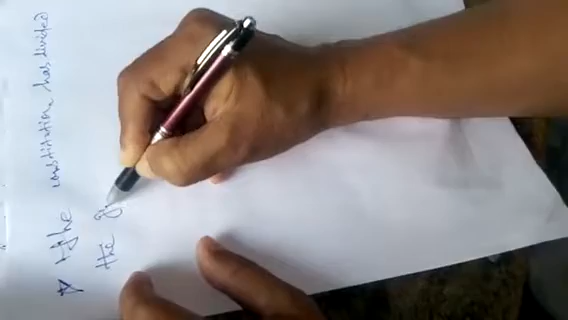 ☆ The constitution has divided
the